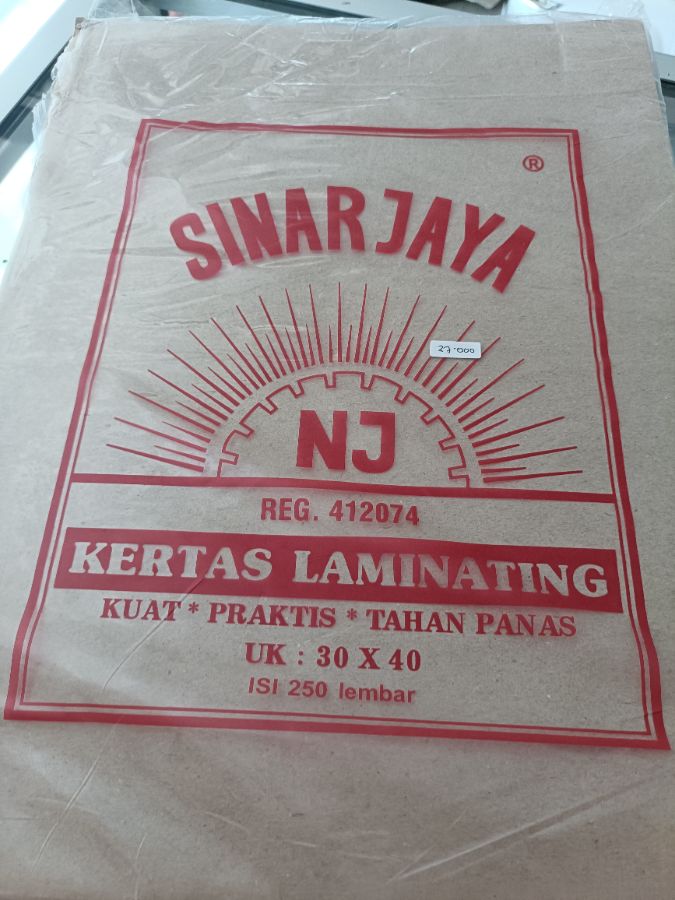 ®
SINAR JAYA
27.000
NJ
REG. 412074
KERTAS LAMINATING
KUAT * PRAKTIS * TAHAN PANAS
UK : 30 X 40
ISI 250 lembar